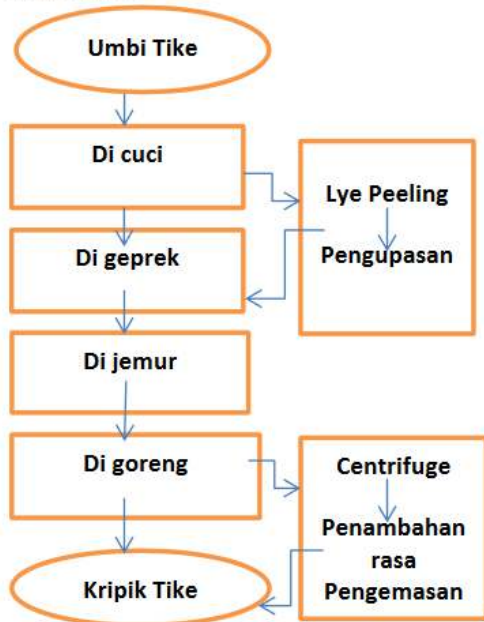 Umbi Tike
Di cuci
Lye Peeling
Pengupasan
Di geprek
Di jemur
Di goreng
Centrifuge
Penambahan
rasa
Pengemasan
Kripik Tike